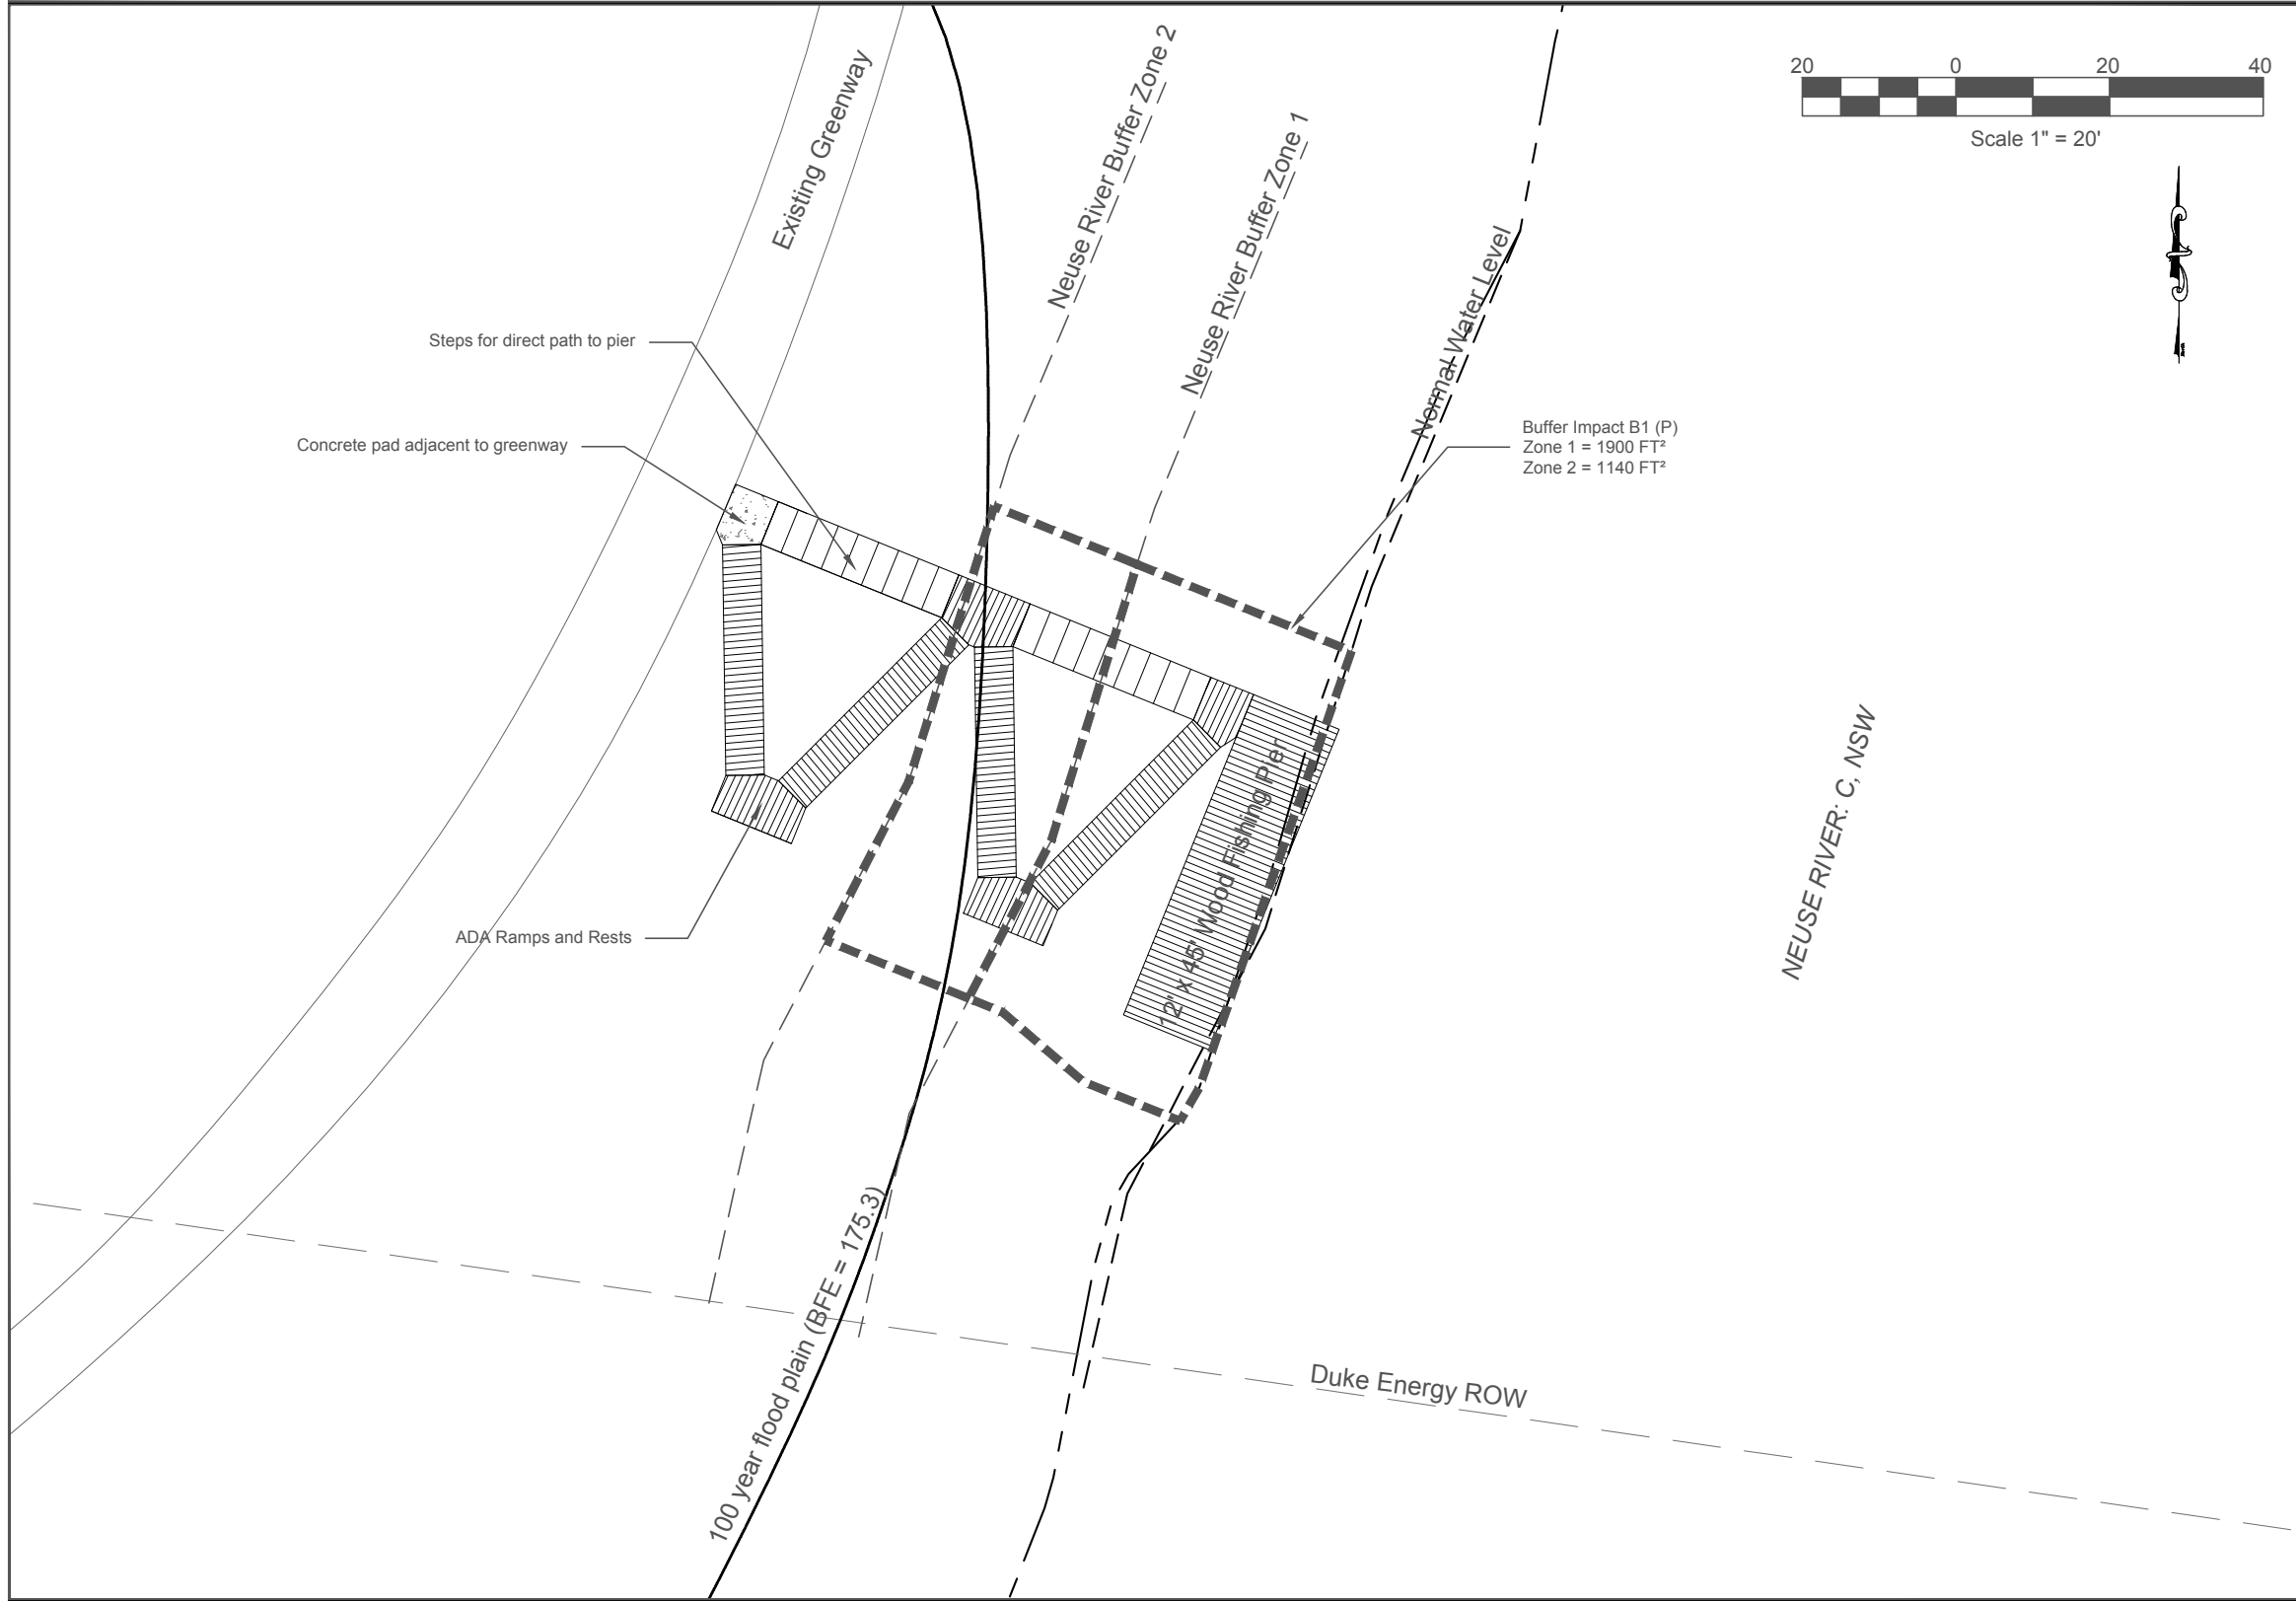 20 0 20 40
Scale 1" = 20'
Existing Greenway
Neuse River Buffer Zone 2
Neuse River Buffer Zone 1
Normal Water Level
Steps for direct path to pier
Concrete pad adjacent to greenway
Buffer Impact B1 (P)
Zone 1 = 1900 FT²
Zone 2 = 1140 FT²
12' x 45' Wood Fishing Pier
NEUSE RIVER: C, NSW
ADA Ramps and Rests
100 year flood plain (BFE = 175.3)
Duke Energy ROW